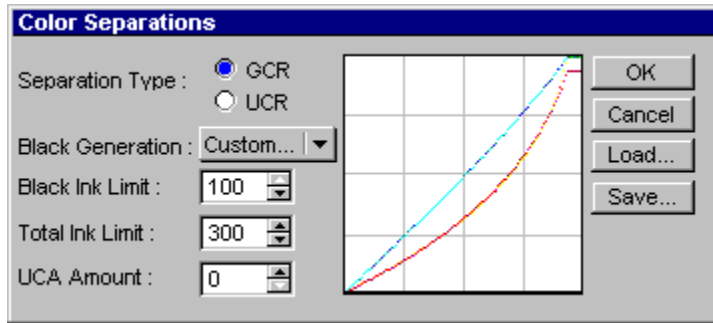 Color Separations
Separation Type :
GCR
UCR
Black Generation : Custom...
Black Ink Limit : 100
Total Ink Limit : 300
UCA Amount : 0
OK
Cancel
Load...
Save...